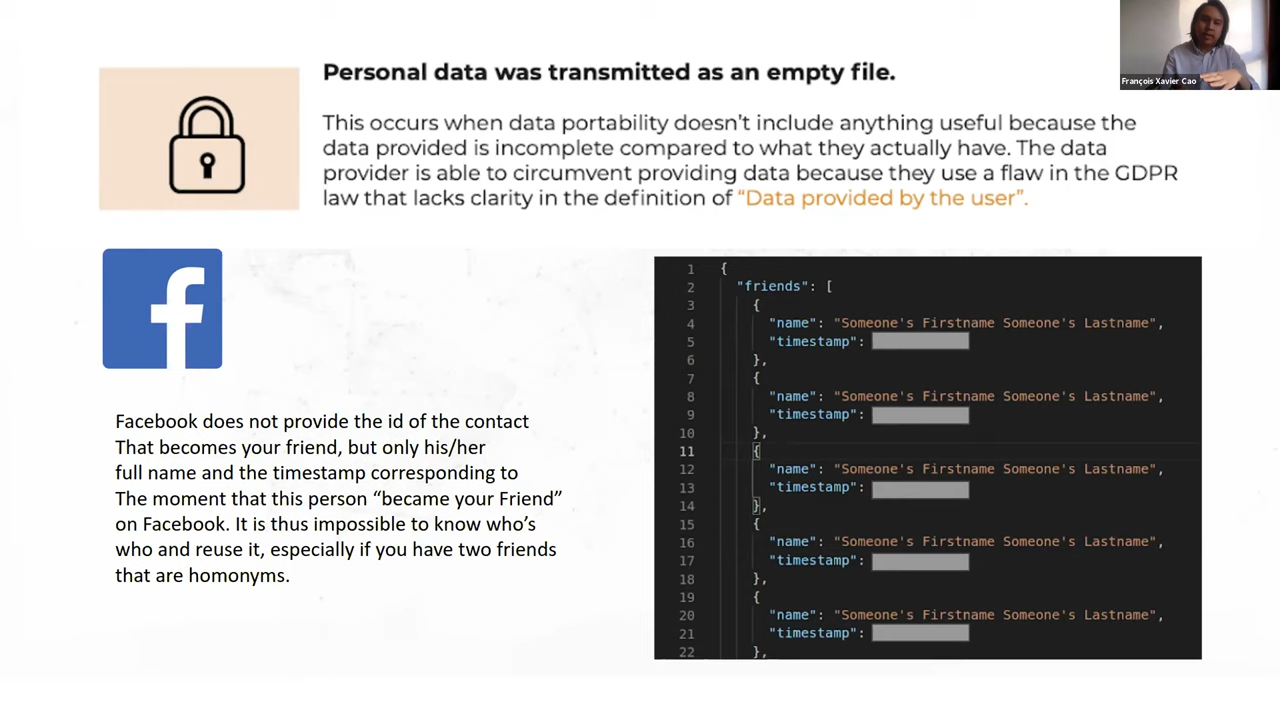 Personal data was transmitted as an empty file.
This occurs when data portability doesn't include anything useful because the
data provided is incomplete compared to what they actually have. The data
provider is able to circumvent providing data because they use a flaw in the GDPR
law that lacks clarity in the definition of “Data provided by the user”.
François Xavier Cao
Facebook does not provide the id of the contact
That becomes your friend, but only his/her
full name and the timestamp corresponding to
The moment that this person “became your Friend”
on Facebook. It is thus impossible to know who’s
who and reuse it, especially if you have two friends
that are homonyms.
1 {
2 "friends": [
3 {
4 "name": "Someone's Firstname Someone's Lastname",
5 "timestamp":
6 },
7 {
8 "name": "Someone's Firstname Someone's Lastname",
9 "timestamp":
10 },
11 {
12 "name": "Someone's Firstname Someone's Lastname",
13 "timestamp":
14 },
15 {
16 "name": "Someone's Firstname Someone's Lastname",
17 "timestamp":
18 },
19 {
20 "name": "Someone's Firstname Someone's Lastname",
21 "timestamp":
22 },